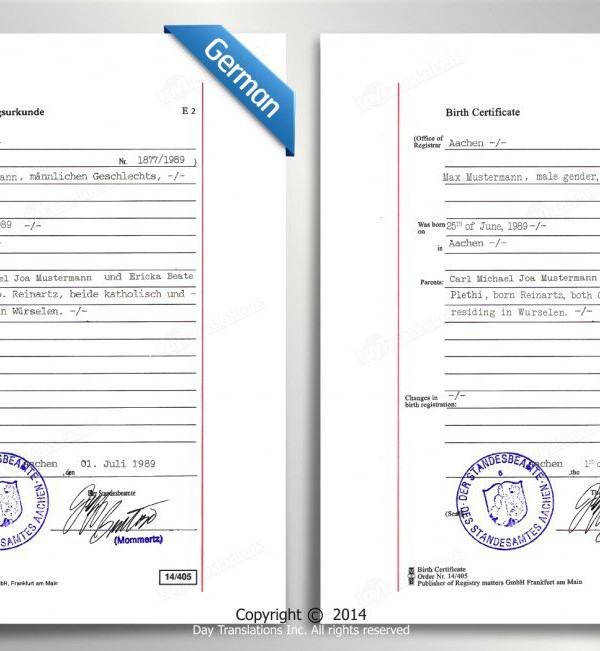 German
gsurkunde E 2
Nr. 1877/1989 )
ann, männlichen Geschlechts, -/-
89 -/-
el Joa Mustermann und Ericka Beate
. Reinartz, beide katholisch und -
n Würselen. -/-
achen , den 01. Juli 1989
Der Standesbeamte
(Mommertz)
bH, Frankfurt am Main
14/405
Birth Certificate
(Office of
Registrar Aachen -/-
Max Mustermann, male gender,
Was born
on 25TH of June, 1989-/-
in Aachen -/-
Parents: Carl Michael Joa Mustermann
Plethi, born Reinartz, both
residing in Wurselen. -/-
Changes in
birth registration: -/-
DER STANDESBEAMTE
DES STANDESAMTES AACHEN
achen ,the 1st
Birth Certificate
Order Nr. 14/405
Publisher of Registry matters GmbH Frankfurt am Main
Copyright © 2014
Day Translations Inc. All rights reserved